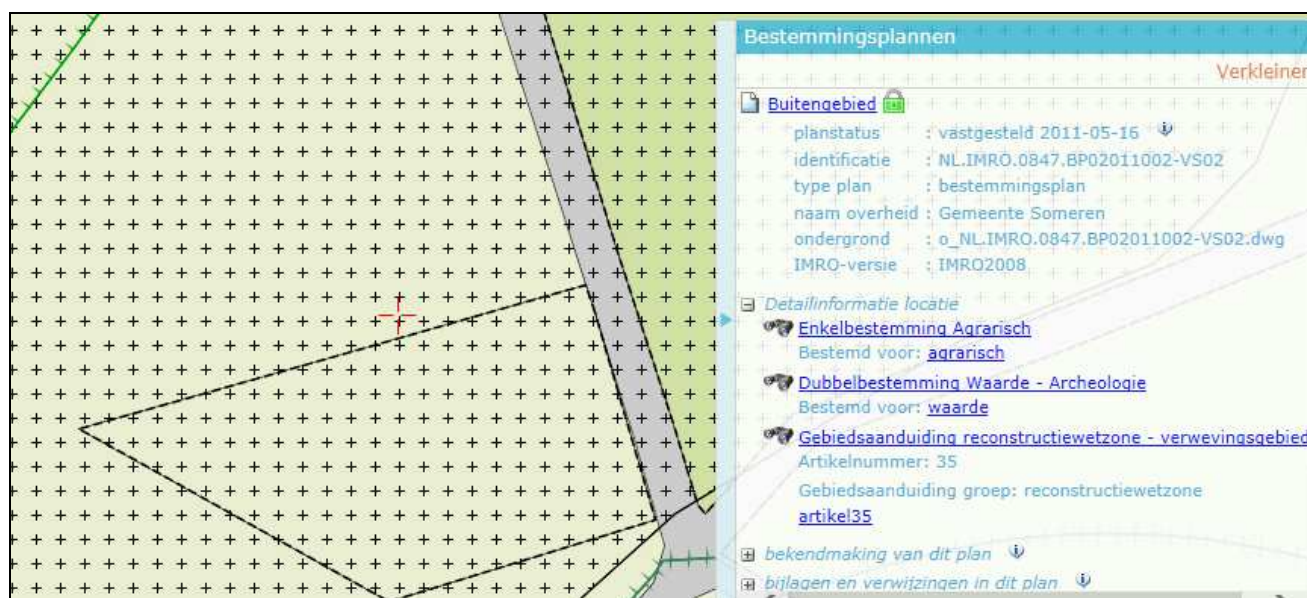 Bestemmingsplannen
Verkleinen
Buitengebied
planstatus : vastgesteld 2011-05-16
identificatie : NL.IMRO.0847.BP02011002-VS02
type plan : bestemmingsplan
naam overheid : Gemeente Someren
ondergrond : o_NL.IMRO.0847.BP02011002-VS02.dwg
IMRO-versie : IMRO2008
Detailinformatie locatie
Enkelbestemming Agrarisch
Bestemd voor: agrarisch
Dubbelbestemming Waarde - Archeologie
Bestemd voor: waarde
Gebiedsaanduiding reconstructiewetzone - verwevingsgebied
Artikelnummer: 35
Gebiedsaanduiding groep: reconstructiewetzone
artikel35
bekendmaking van dit plan
bijlagen en verwijzingen in dit plan